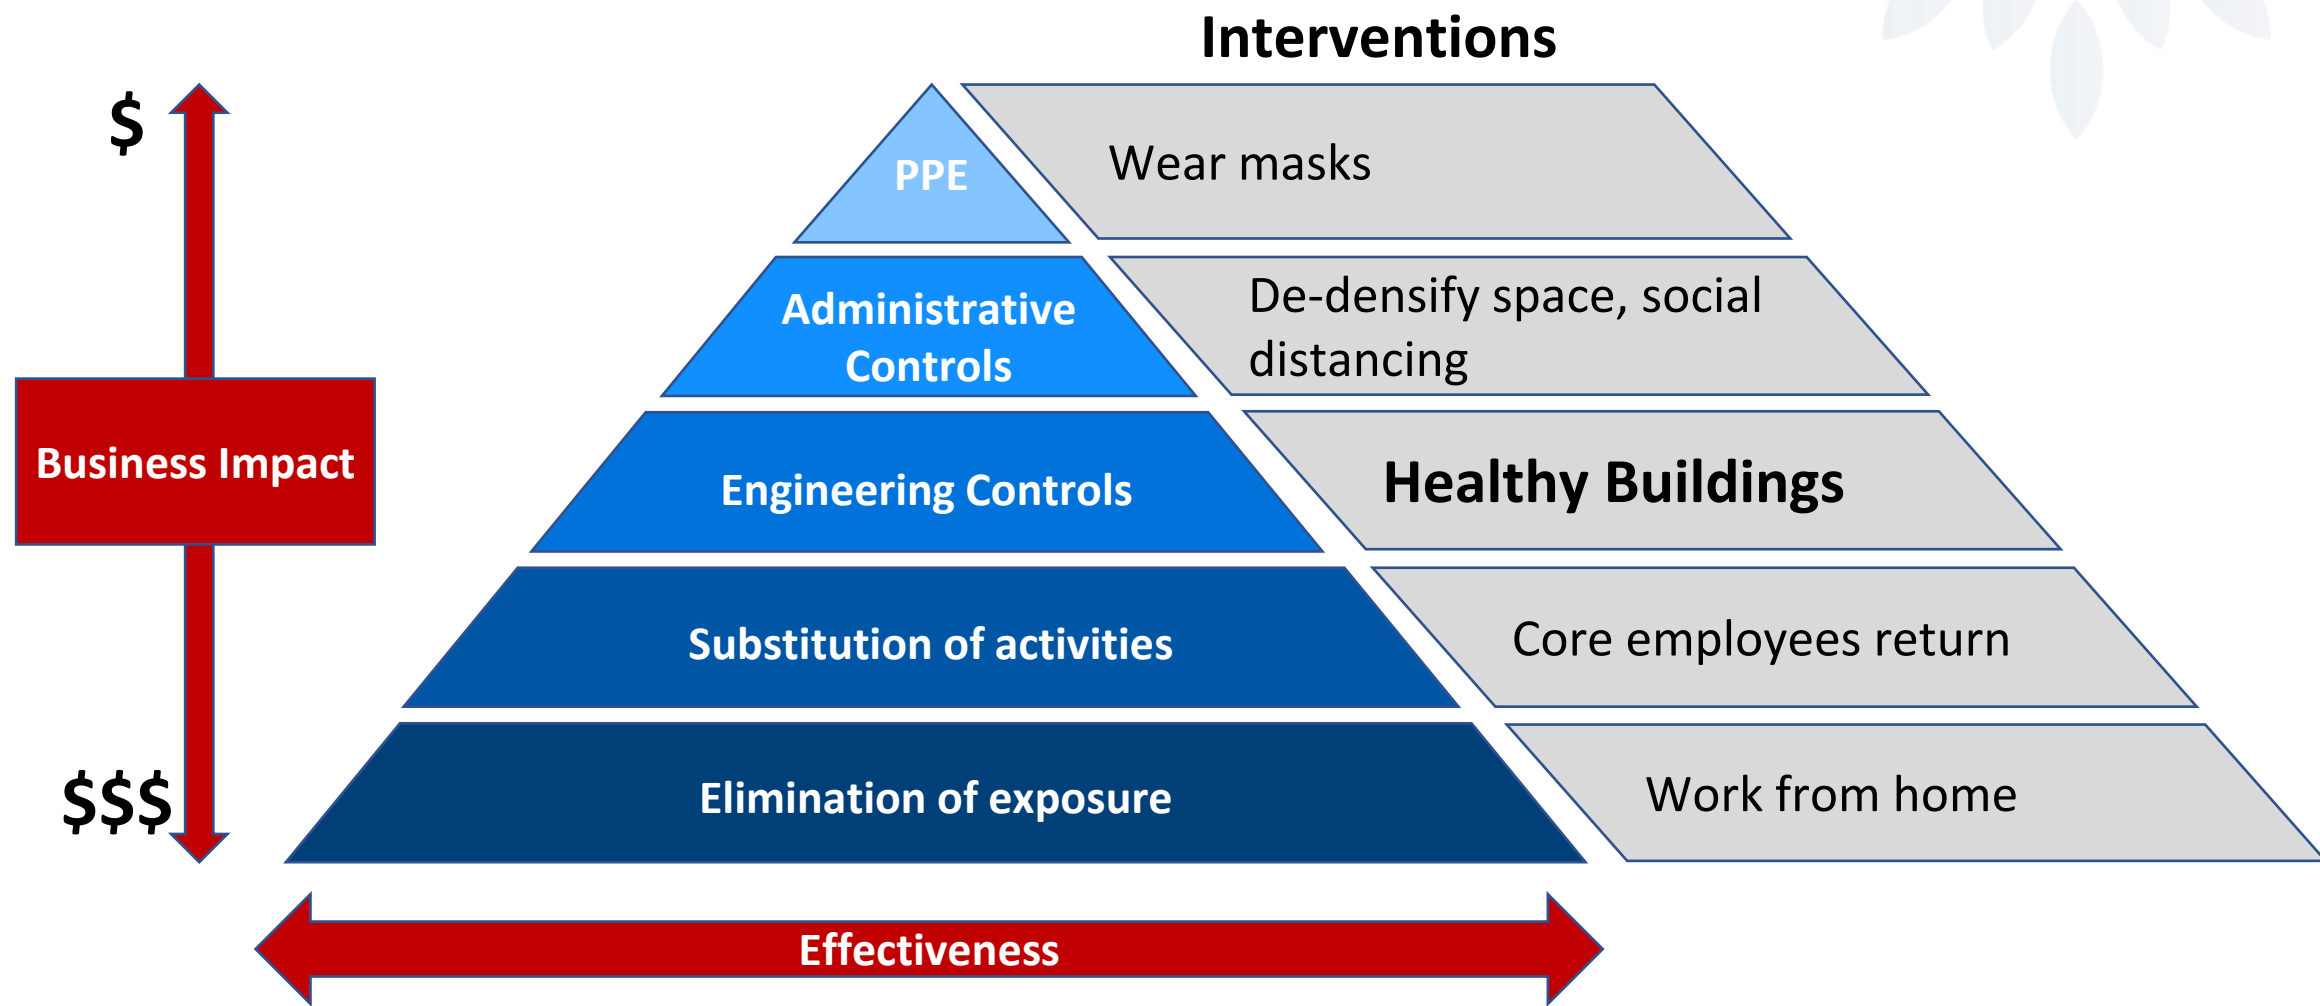 Interventions
$
PPE
Wear masks
Administrative
Controls
De-densify space, social
distancing
Business Impact
Engineering Controls
Healthy Buildings
Substitution of activities
Core employees return
$$$
Elimination of exposure
Work from home
Effectiveness